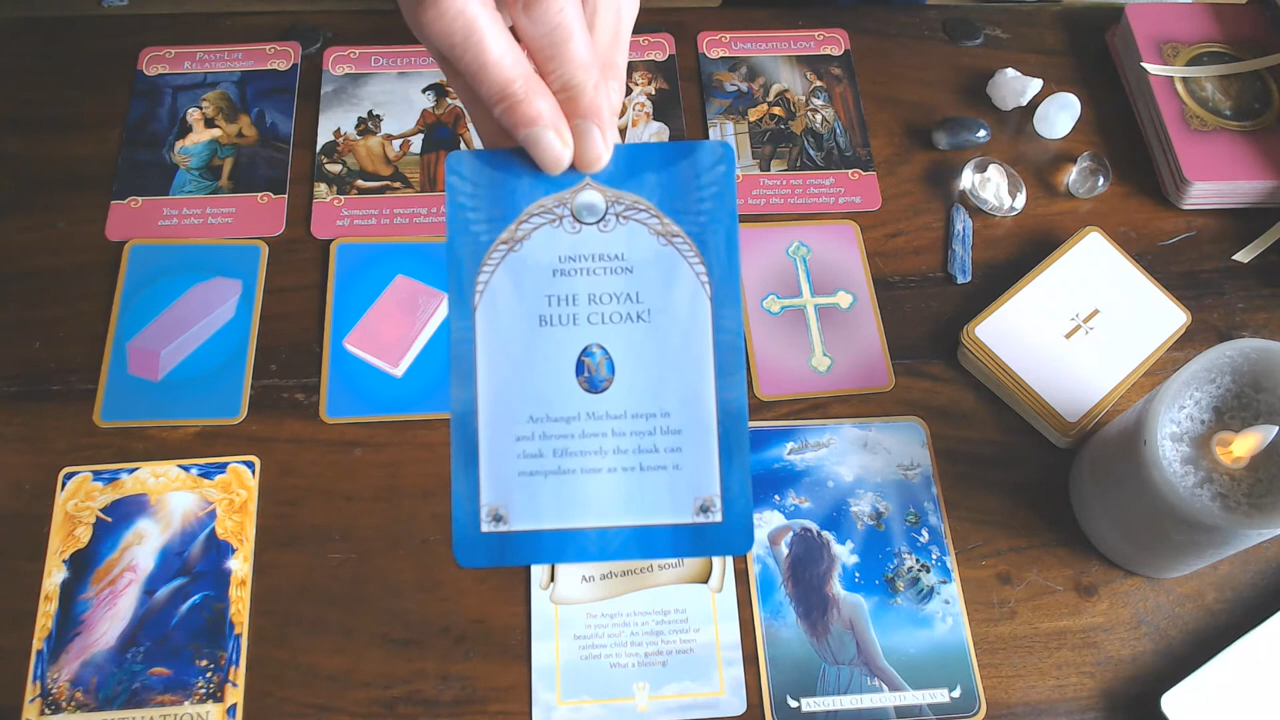 PAST-LIFE
RELATIONSHIP
You have known
each other before.
DECEPTION
Someone is wearing a
self mask in this
UNREQUITED LOVE
There's not enough
attraction or chemistry
to keep this relationship going.
UNIVERSAL
PROTECTION
THE ROYAL
BLUE CLOAK!
M
Archangel Michael steps in
and throws down his royal blue
cloak. Effectively the cloak can
manipulate time as we know it.
An advanced soul!
The Angels acknowledge that
in your midst is an "advanced
beautiful soul". An indigo, crystal or
rainbow child that you have been
called on to love, guide or teach.
What a blessing!
14
ANGEL OF GOOD NEWS